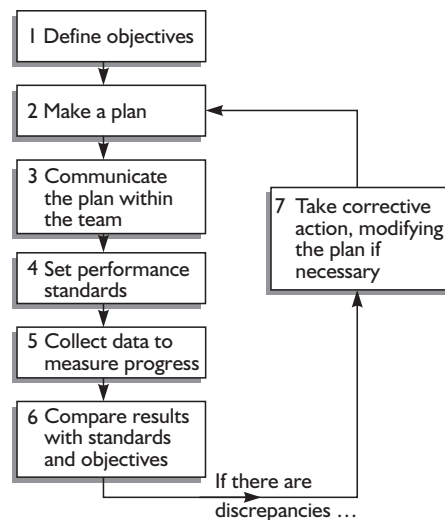 1 Define objectives
2 Make a plan
3 Communicate
the plan within
the team
4 Set performance
standards
5 Collect data to
measure progress
6 Compare results
with standards
and objectives
If there are
discrepancies …
7 Take corrective
action, modifying
the plan if
necessary